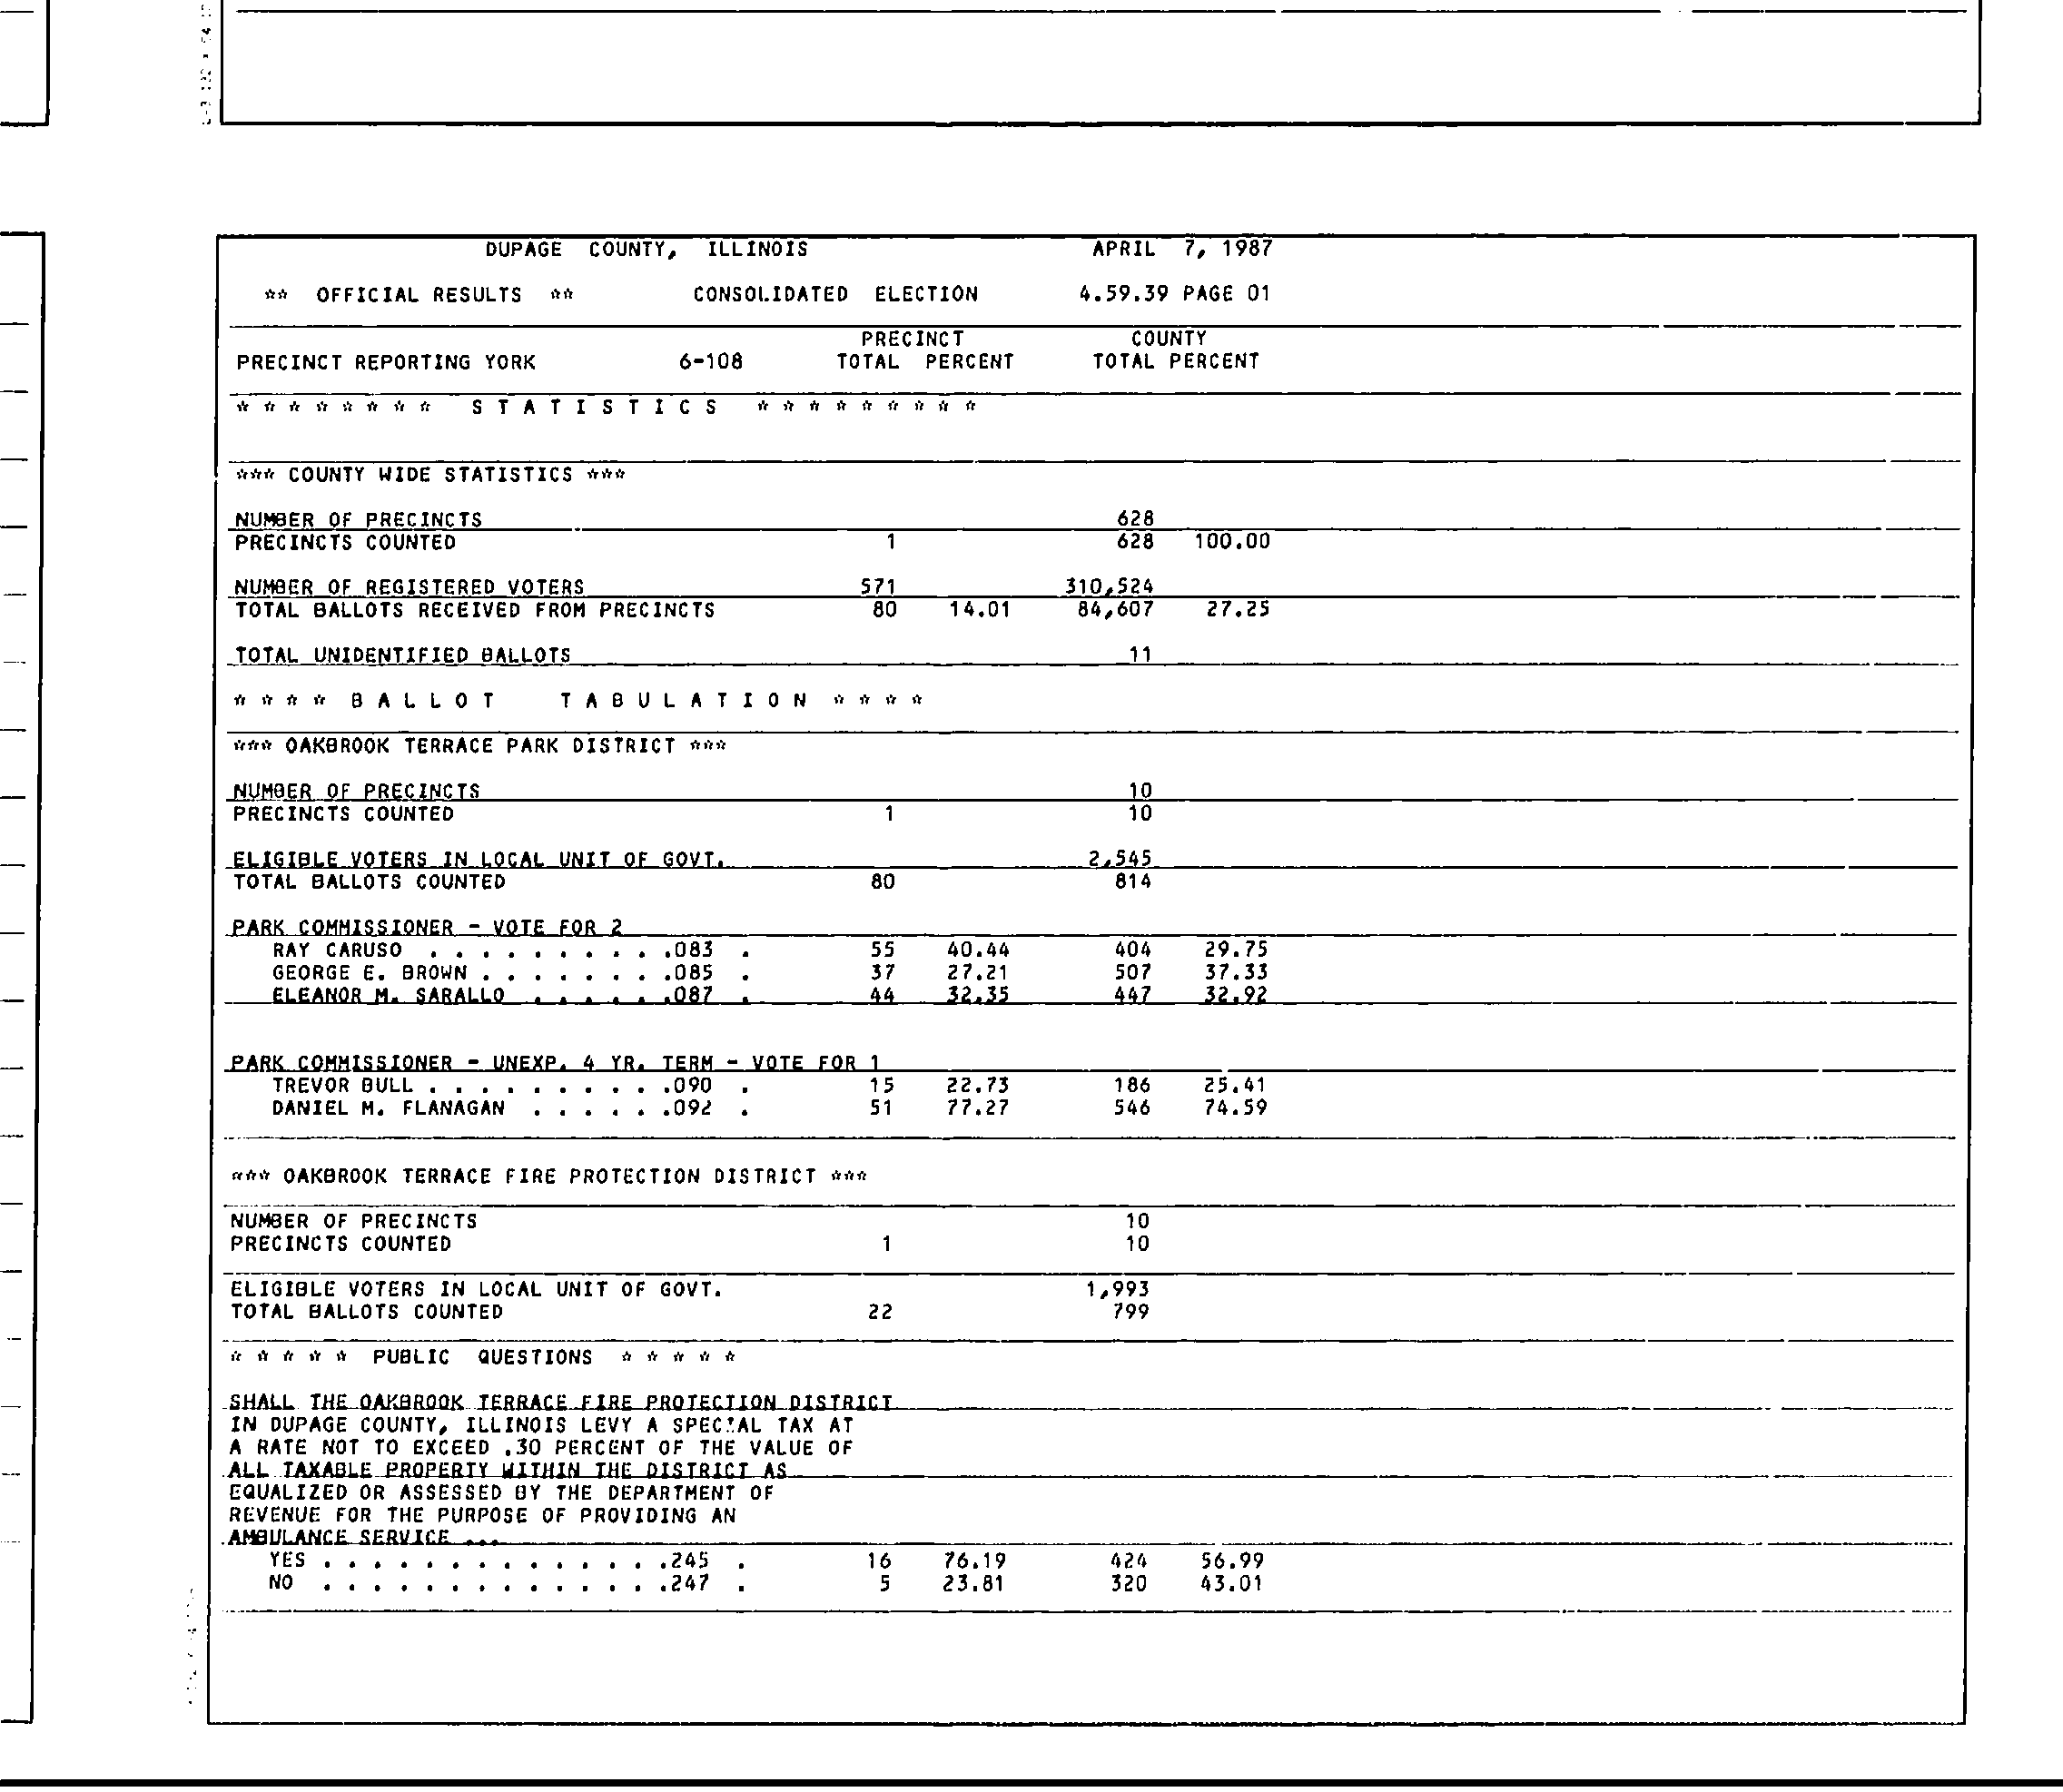 DUPAGE COUNTY, ILLINOIS APRIL 7, 1987
** OFFICIAL RESULTS ** CONSOLIDATED ELECTION 4.59.39 PAGE 01
PRECINCT COUNTY
PRECINCT REPORTING YORK 6-108 TOTAL PERCENT TOTAL PERCENT
* * * * * * * * S T A T I S T I C S * * * * * * * * *
*** COUNTY WIDE STATISTICS ***
NUMBER OF PRECINCTS 628
PRECINCTS COUNTED 1 628 100.00
NUMBER OF REGISTERED VOTERS 571 310,524
TOTAL BALLOTS RECEIVED FROM PRECINCTS 80 14.01 84,607 27.25
TOTAL UNIDENTIFIED BALLOTS 11
* * * * B A L L O T T A B U L A T I O N * * * *
*** OAKBROOK TERRACE PARK DISTRICT ***
NUMBER OF PRECINCTS 10
PRECINCTS COUNTED 1 10
ELIGIBLE VOTERS IN LOCAL UNIT OF GOVT. 2,545
TOTAL BALLOTS COUNTED 80 814
PARK COMMISSIONER - VOTE FOR 2
RAY CARUSO . . . . . . . . . .083 . 55 40.44 404 29.75
GEORGE E. BROWN . . . . . . . .085 . 37 27.21 507 37.33
ELEANOR M. SARALLO . . . . . .087 . 44 32.35 447 32.92
PARK COMMISSIONER - UNEXP. 4 YR. TERM - VOTE FOR 1
TREVOR BULL . . . . . . . . . .090 . 15 22.73 186 25.41
DANIEL M. FLANAGAN . . . . . .092 . 51 77.27 546 74.59
*** OAKBROOK TERRACE FIRE PROTECTION DISTRICT ***
NUMBER OF PRECINCTS 10
PRECINCTS COUNTED 1 10
ELIGIBLE VOTERS IN LOCAL UNIT OF GOVT. 1,993
TOTAL BALLOTS COUNTED 22 799
* * * * * PUBLIC QUESTIONS * * * * *
SHALL THE OAKBROOK TERRACE FIRE PROTECTION DISTRICT
IN DUPAGE COUNTY, ILLINOIS LEVY A SPECIAL TAX AT
A RATE NOT TO EXCEED .30 PERCENT OF THE VALUE OF
ALL TAXABLE PROPERTY WITHIN THE DISTRICT AS
EQUALIZED OR ASSESSED BY THE DEPARTMENT OF
REVENUE FOR THE PURPOSE OF PROVIDING AN
AMBULANCE SERVICE ...
YES . . . . . . . . . . . . . .245 . 16 76.19 424 56.99
NO . . . . . . . . . . . . . .247 . 5 23.81 320 43.01